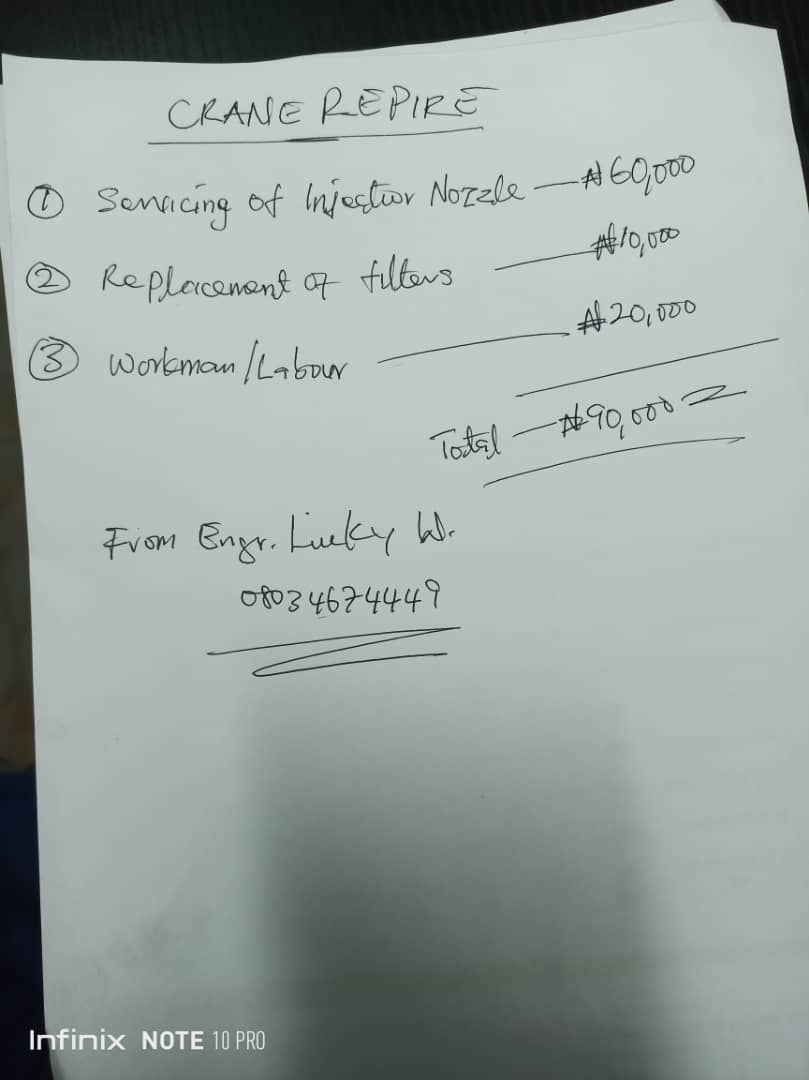 CRANE REPIRE
① Servicing of Injector Nozzle — ₦60,000
② Replacement of filters — ₦10,000
③ Workman/Labour — ₦20,000
Total — ₦90,000
From Engr. Lucky W.
08034674449
Infinix NOTE 10 PRO